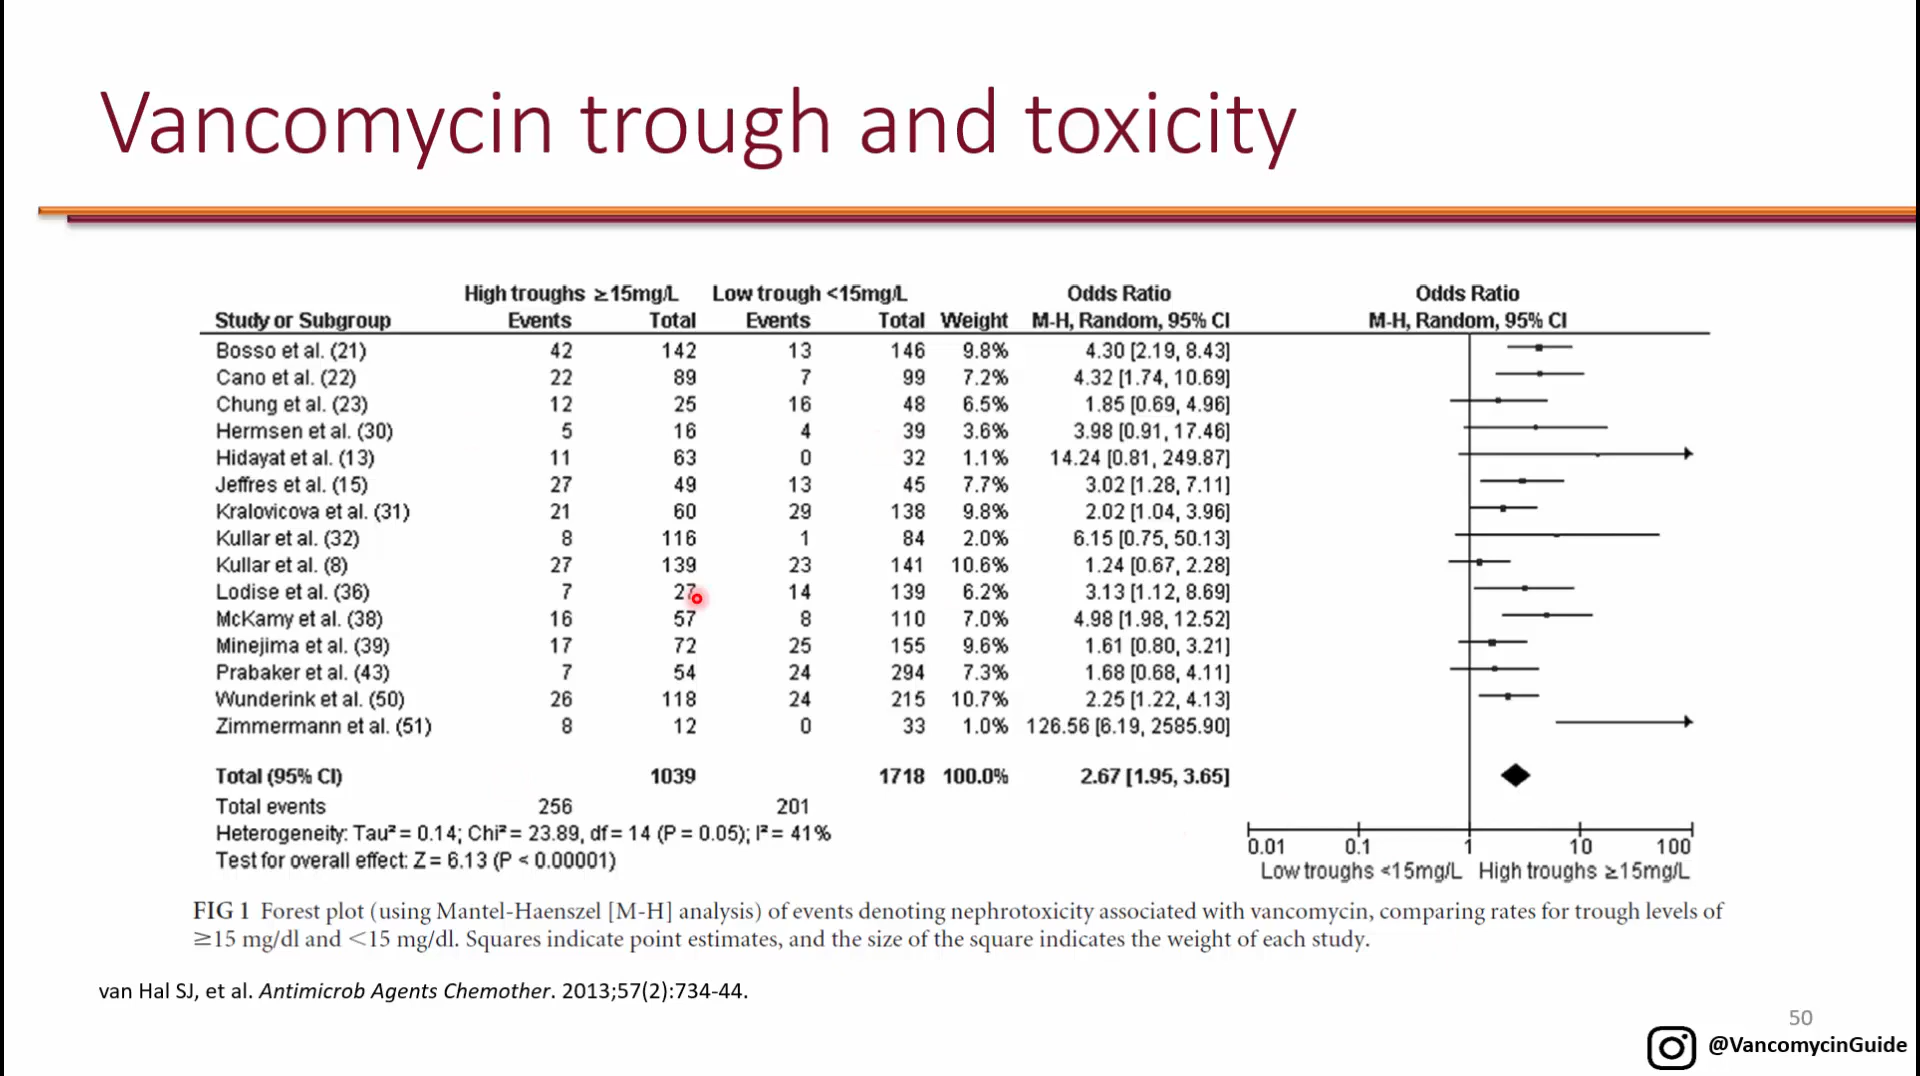 Vancomycin trough and toxicity
High troughs ≥15mg/L Low trough <15mg/L Odds Ratio Odds Ratio
Study or Subgroup Events Total Events Total Weight M-H, Random, 95% CI M-H, Random, 95% CI
Bosso et al. (21) 42 142 13 146 9.8% 4.30 [2.19, 8.43]
Cano et al. (22) 22 89 7 99 7.2% 4.32 [1.74, 10.69]
Chung et al. (23) 12 25 16 48 6.5% 1.85 [0.69, 4.96]
Hermsen et al. (30) 5 16 4 39 3.6% 3.98 [0.91, 17.46]
Hidayat et al. (13) 11 63 0 32 1.1% 14.24 [0.81, 249.87]
Jeffres et al. (15) 27 49 13 45 7.7% 3.02 [1.28, 7.11]
Kralovicova et al. (31) 21 60 29 138 9.8% 2.02 [1.04, 3.96]
Kullar et al. (32) 8 116 1 84 2.0% 6.15 [0.75, 50.13]
Kullar et al. (8) 27 139 23 141 10.6% 1.24 [0.67, 2.28]
Lodise et al. (36) 7 27 14 139 6.2% 3.13 [1.12, 8.69]
McKamy et al. (38) 16 57 8 110 7.0% 4.98 [1.98, 12.52]
Minejima et al. (39) 17 72 25 155 9.6% 1.61 [0.80, 3.21]
Prabaker et al. (43) 7 54 24 294 7.3% 1.68 [0.68, 4.11]
Wunderink et al. (50) 26 118 24 215 10.7% 2.25 [1.22, 4.13]
Zimmermann et al. (51) 8 12 0 33 1.0% 126.56 [6.19, 2585.90]
Total (95% CI) 1039 1718 100.0% 2.67 [1.95, 3.65]
Total events 256 201
Heterogeneity: Tau² = 0.14; Chi² = 23.89, df = 14 (P = 0.05); I² = 41%
Test for overall effect: Z = 6.13 (P < 0.00001)
0.01 0.1 1 10 100
Low troughs <15mg/L High troughs ≥15mg/L
FIG 1 Forest plot (using Mantel-Haenszel [M-H] analysis) of events denoting nephrotoxicity associated with vancomycin, comparing rates for trough levels of
≥15 mg/dl and <15 mg/dl. Squares indicate point estimates, and the size of the square indicates the weight of each study.
van Hal SJ, et al. Antimicrob Agents Chemother. 2013;57(2):734-44.
50
@VancomycinGuide